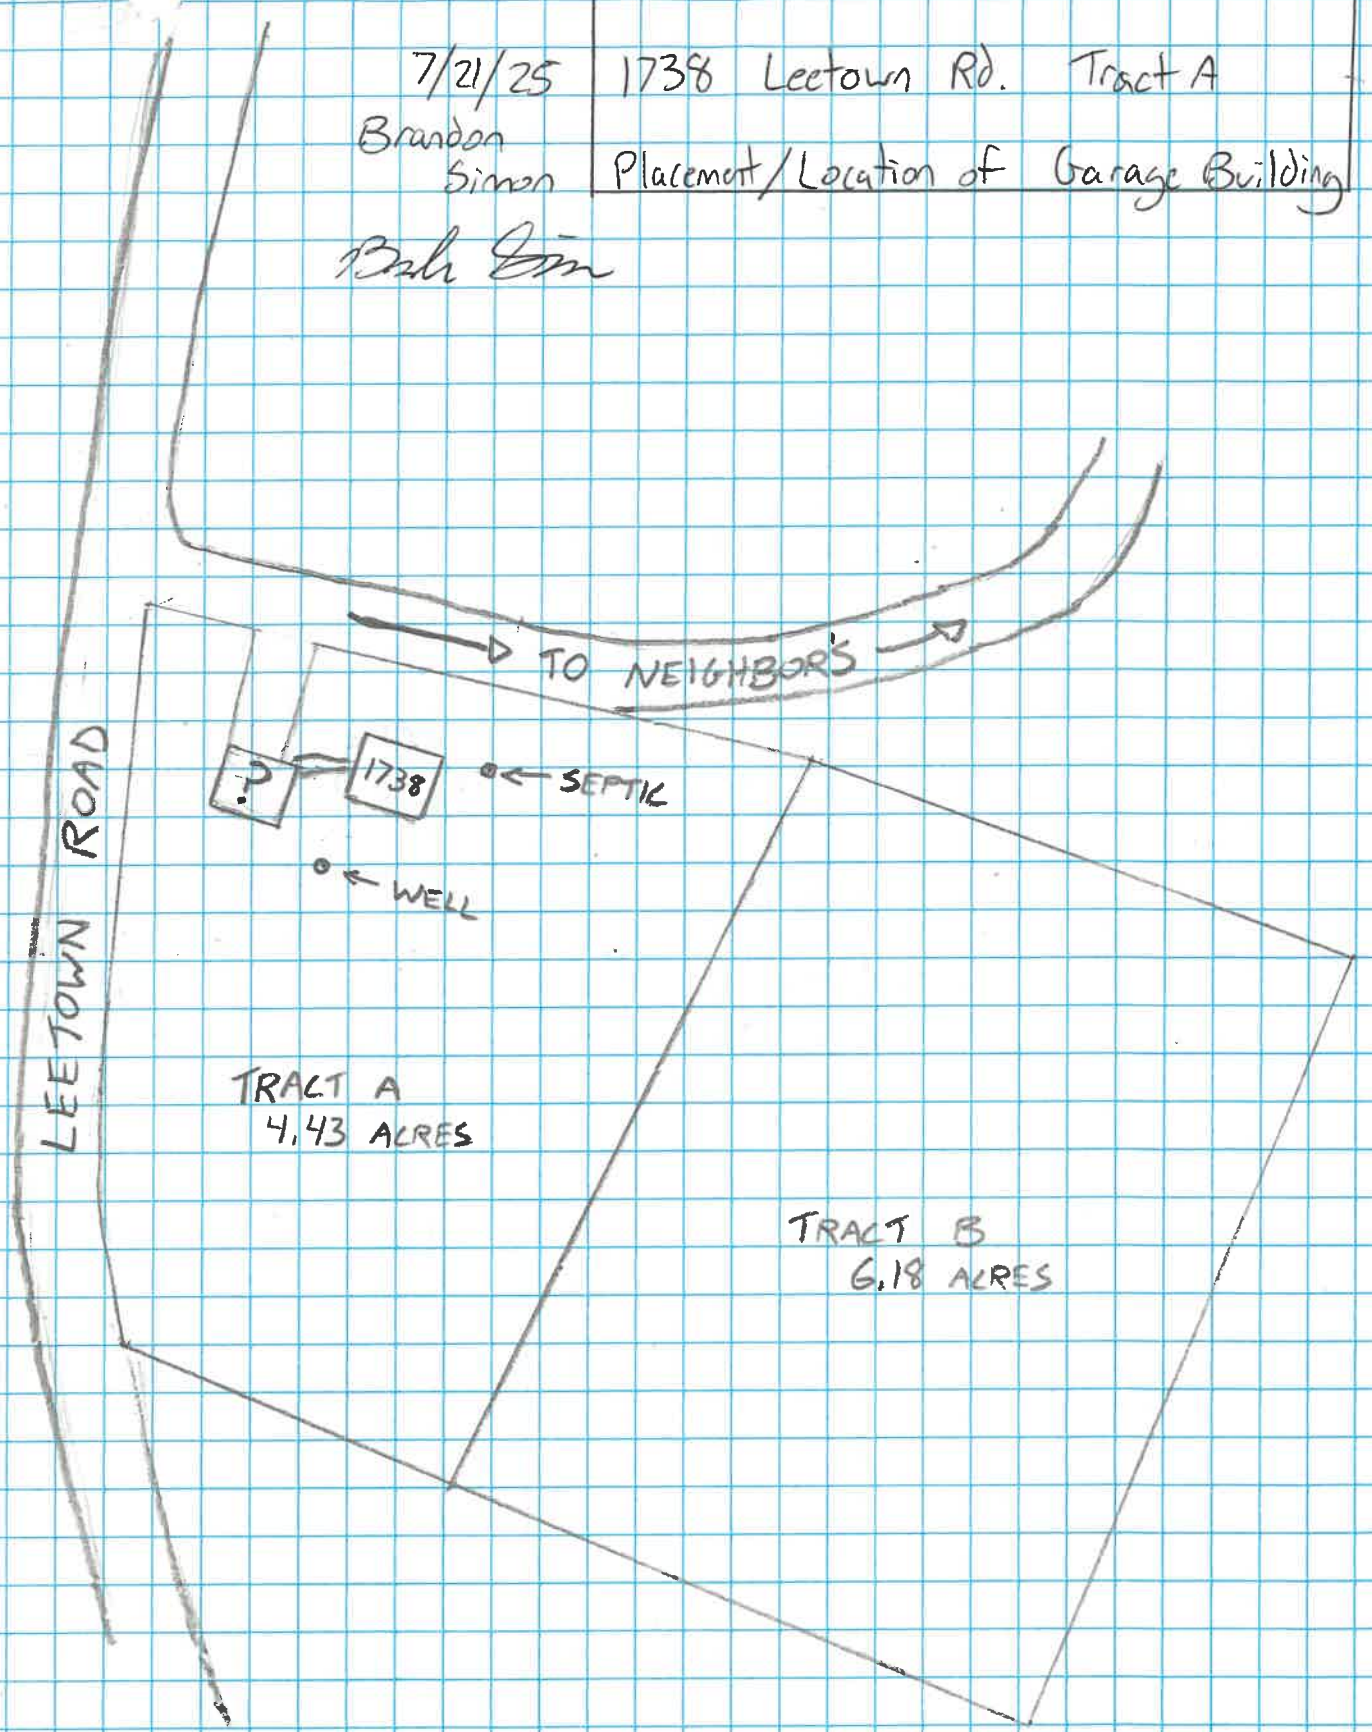 7/21/25
Brandon
Simon
1738 Leetown Rd. Tract A
Placement/Location of Garage Building
TO NEIGHBOR'S
?
1738
SEPTIC
WELL
LEETOWN ROAD
TRACT A
4.43 ACRES
TRACT B
6.18 ACRES